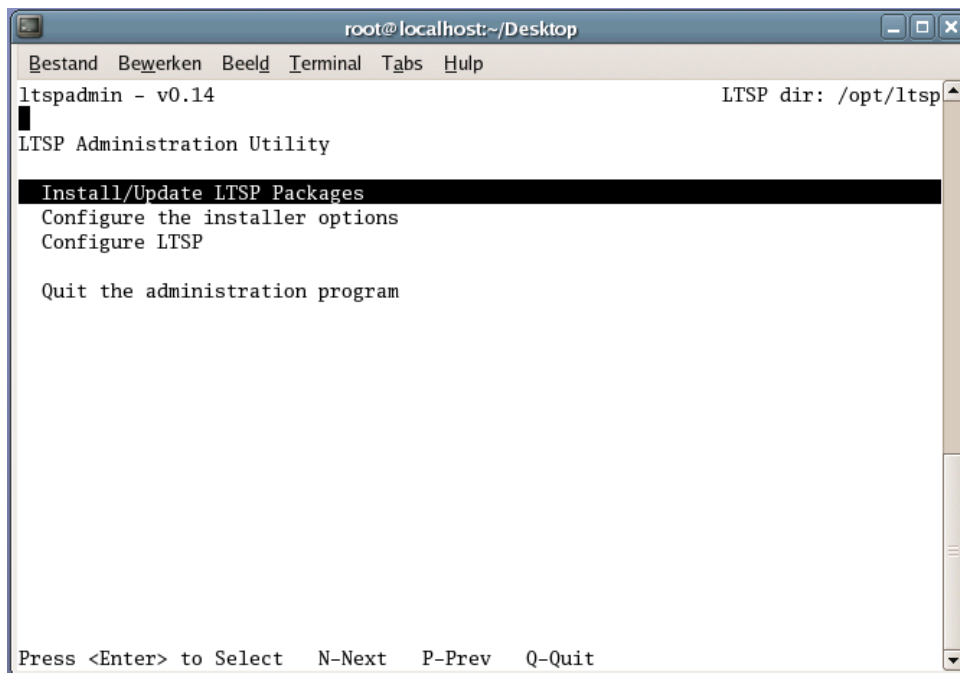 root@localhost:~/Desktop
Bestand Bewerken Beeld Terminal Tabs Hulp
ltspadmin – v0.14 LTSP dir: /opt/ltsp
LTSP Administration Utility
Install/Update LTSP Packages
Configure the installer options
Configure LTSP
Quit the administration program
Press <Enter> to Select N-Next P-Prev Q-Quit